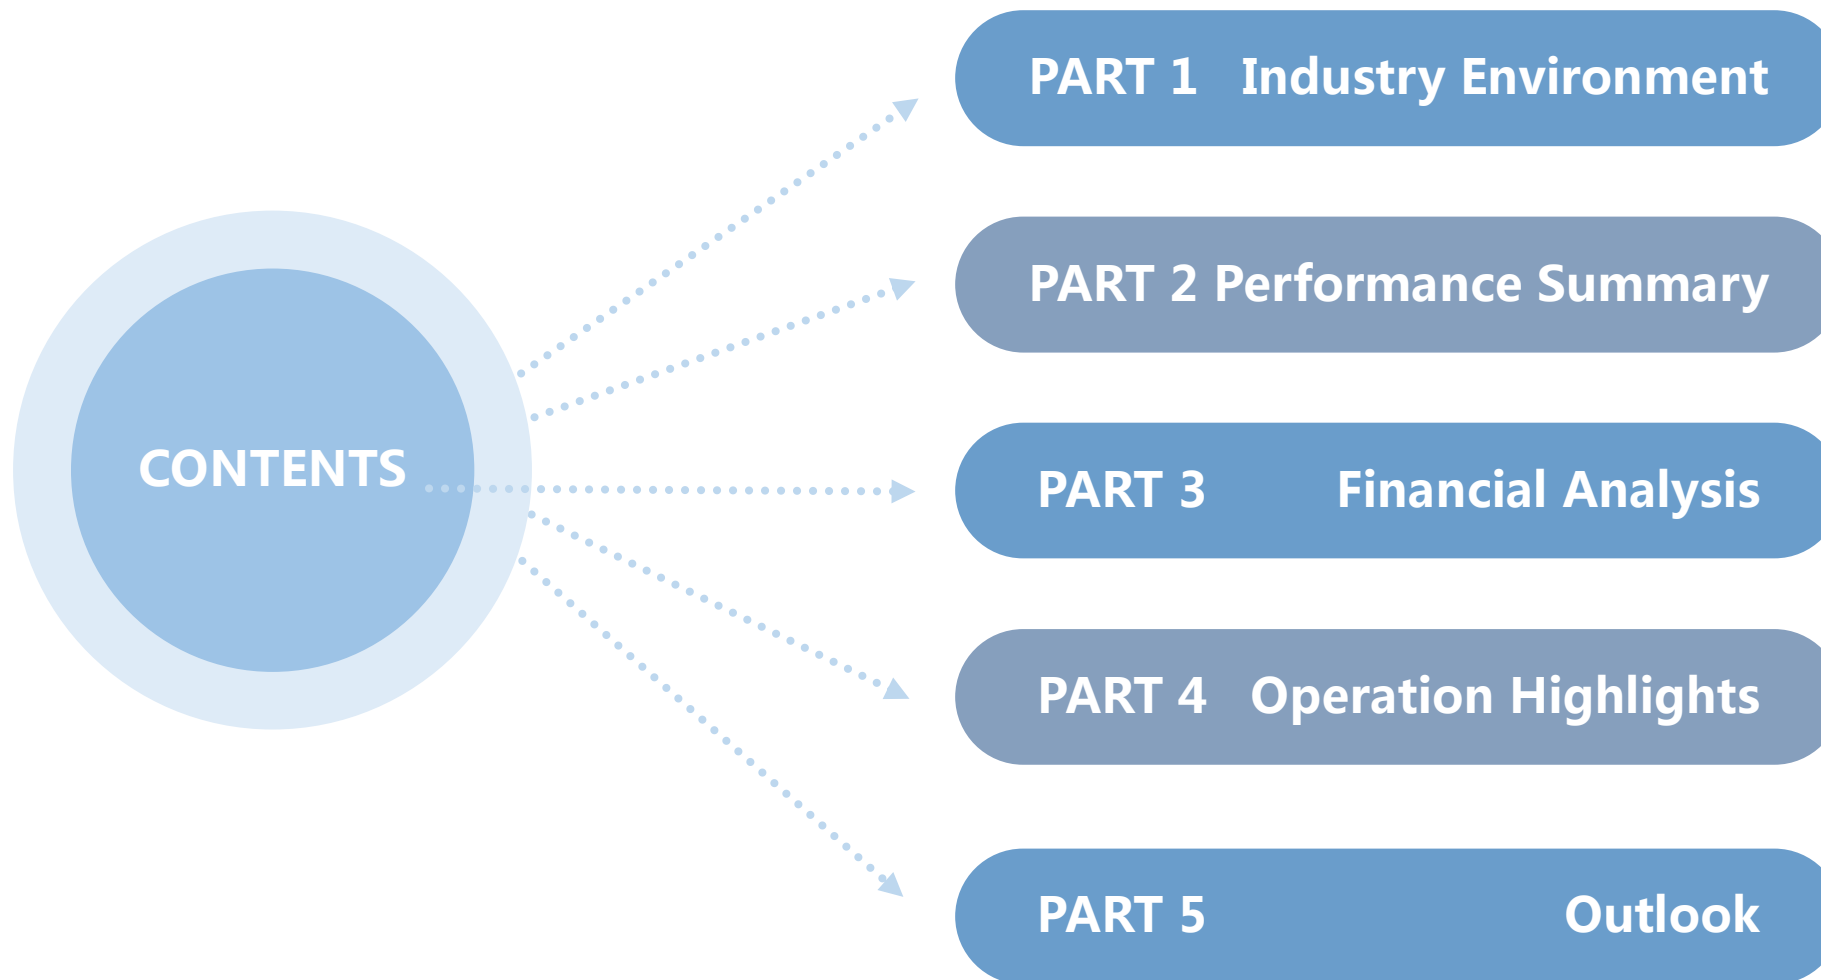 CONTENTS
PART 1 Industry Environment
PART 2 Performance Summary
PART 3 Financial Analysis
PART 4 Operation Highlights
PART 5 Outlook